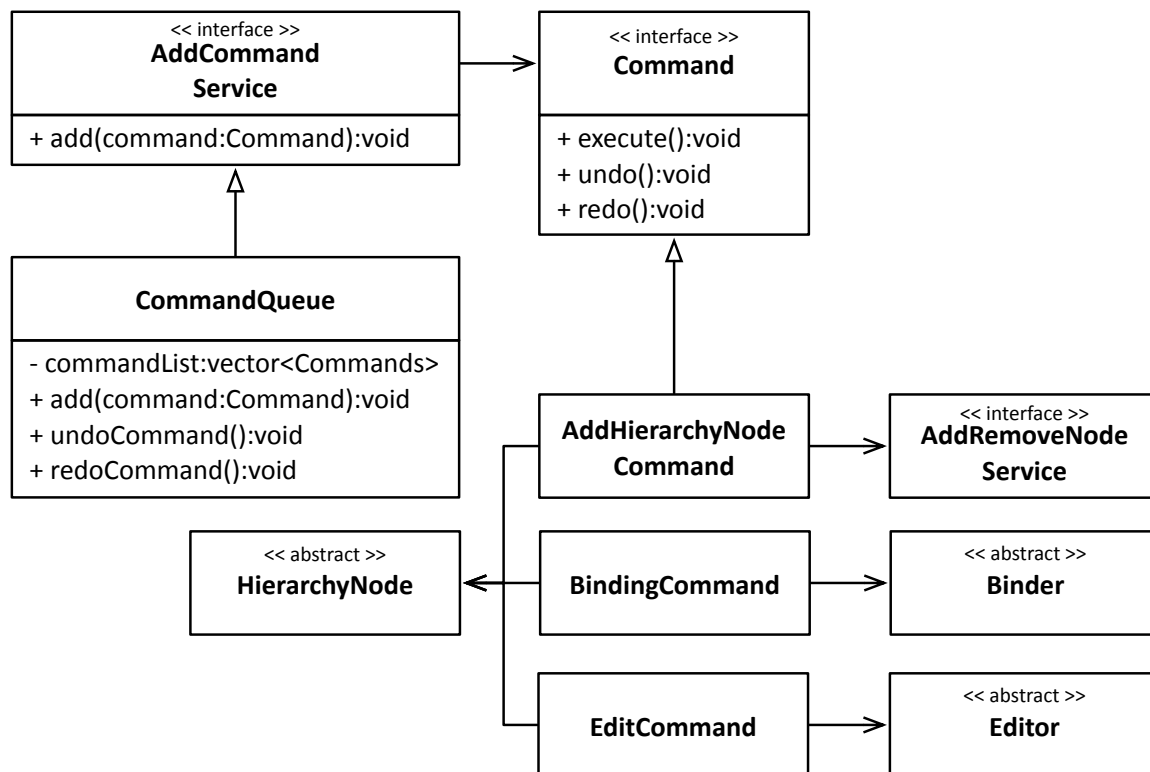 << interface >>
AddCommand
Service
+ add(command:Command):void
<< interface >>
Command
+ execute():void
+ undo():void
+ redo():void
CommandQueue
- commandList:vector<Commands>
+ add(command:Command):void
+ undoCommand():void
+ redoCommand():void
AddHierarchyNode
Command
<< interface >>
AddRemoveNode
Service
<< abstract >>
HierarchyNode
BindingCommand
<< abstract >>
Binder
EditCommand
<< abstract >>
Editor